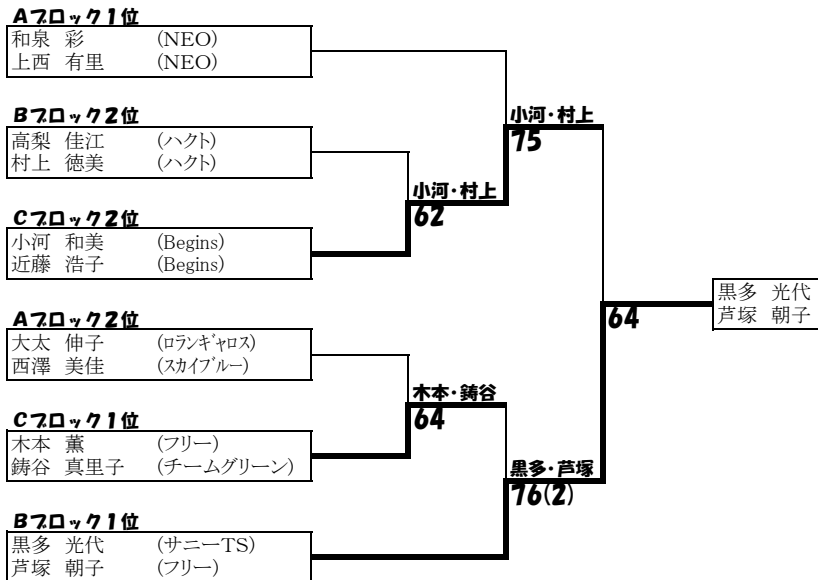 Aブロック1位
和泉 彩 (NEO)
上西 有里 (NEO)
Bブロック2位
高梨 佳江 (ハクト)
村上 徳美 (ハクト)
小河・村上
75
小河・村上
62
Cブロック2位
小河 和美 (Begins)
近藤 浩子 (Begins)
黒多 光代
芦塚 朝子
64
Aブロック2位
大太 伸子 (ロランギャロス)
西澤 美佳 (スカイブルー)
木本・鋳谷
64
Cブロック1位
木本 薫 (フリー)
鋳谷 真里子 (チームグリーン)
黒多・芦塚
76(2)
Bブロック1位
黒多 光代 (サニーTS)
芦塚 朝子 (フリー)